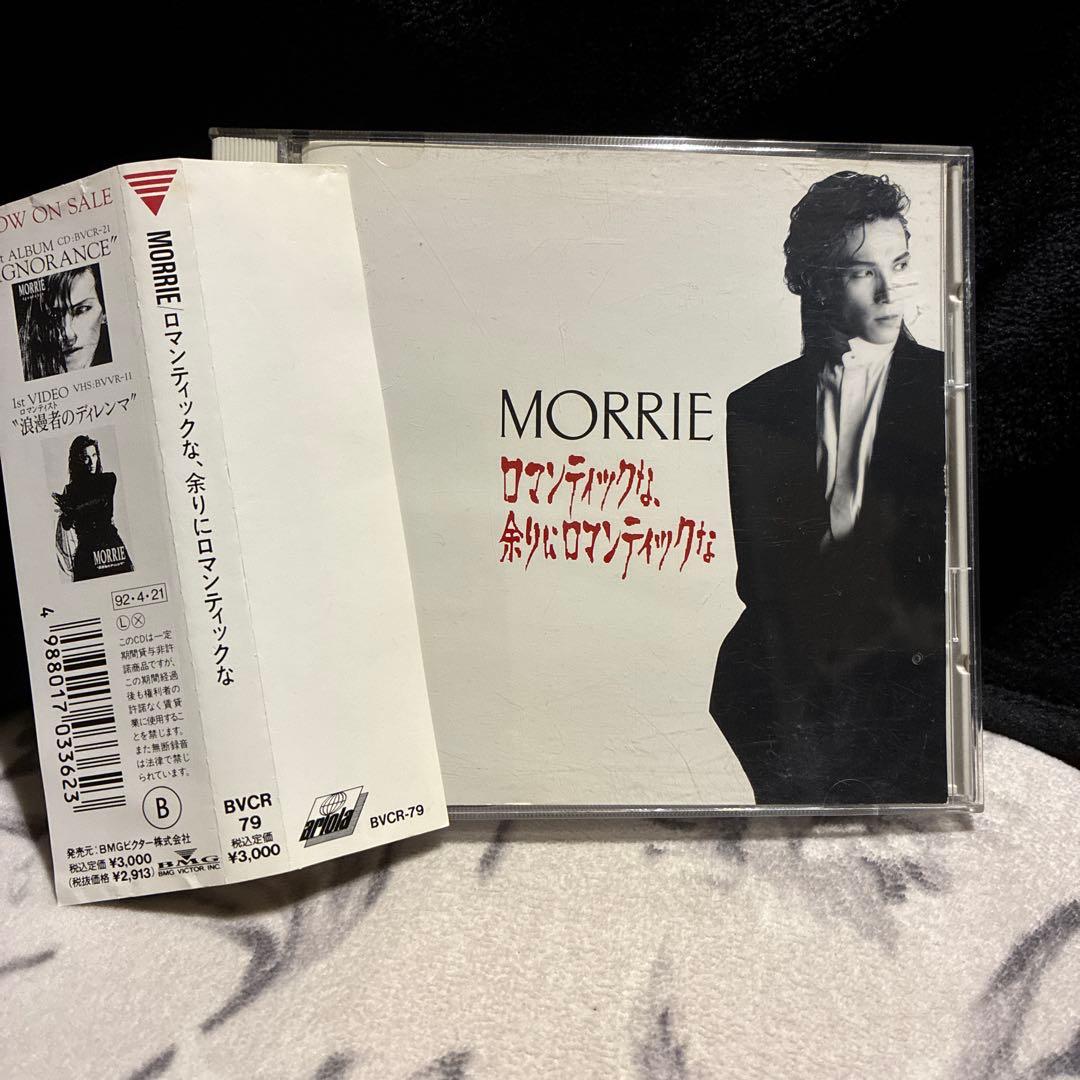 OW ON SALE
t ALBUM CD:BVCR-21
IGNORANCE"
MORRIE
1st VIDEO VHS:BVVR-11
ロマンティスト
"浪漫者のディレンマ"
MORRIE
92・4・21
Ⓛ Ⓧ
このCDは一定
期間貸与非許
諾商品ですが、
この期間経過
後も権利者の
許諾なく賃貸
業に使用するこ
とを禁じます。
また無断録音
は法律で禁じ
られています。
4 988017 033623
B
発売元:BMGビクター株式会社
税込定価 ¥3,000
(税抜価格 ¥2,913)
BMG
BMG VICTOR, INC.
MORRIE/ロマンティックな、余りにロマンティックな
BVCR
79
税込定価
¥3,000
ariola
BVCR-79
MORRIE
ロマンティックな、
余りにロマンティックな